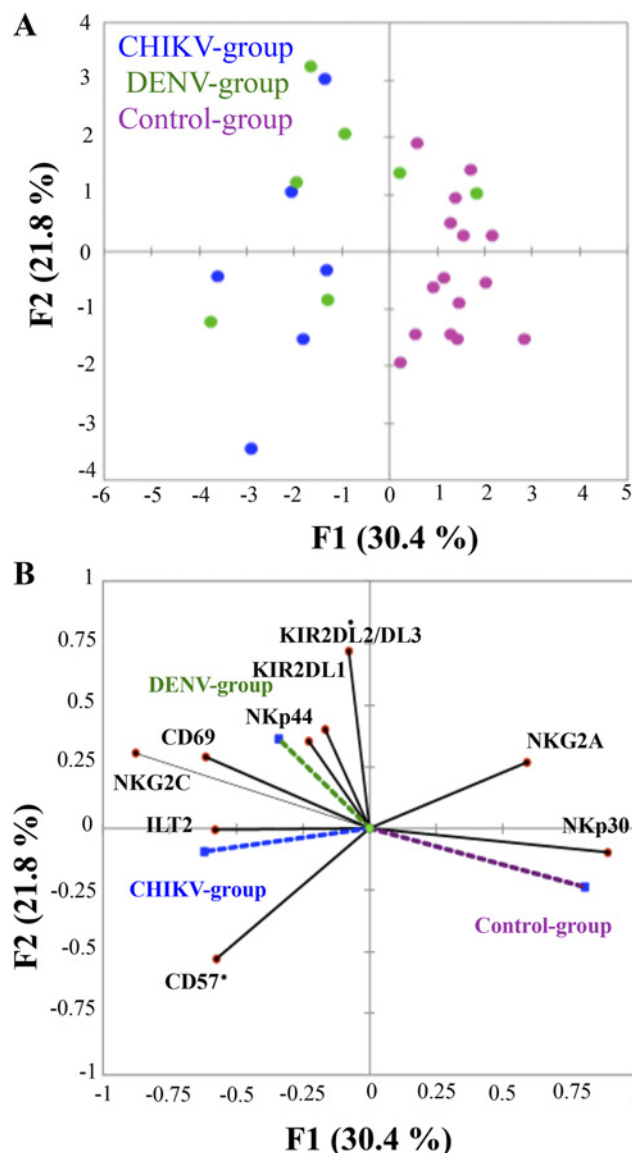 A
CHIKV-group
DENV-group
Control-group
4
3
2
1
0
-1
-2
-3
-4
F2 (21.8 %)
-6 -5 -4 -3 -2 -1 0 1 2 3 4 5
F1 (30.4 %)
B
1
0.75
0.5
0.25
0
-0.25
-0.5
-0.75
-1
F2 (21.8 %)
KIR2DL2/DL3
KIR2DL1
DENV-group
NKp44
CD69
NKG2A
NKG2C
ILT2
NKp30
CHIKV-group
Control-group
CD57*
-1 -0.75 -0.5 -0.25 0 0.25 0.5 0.75 1
F1 (30.4 %)